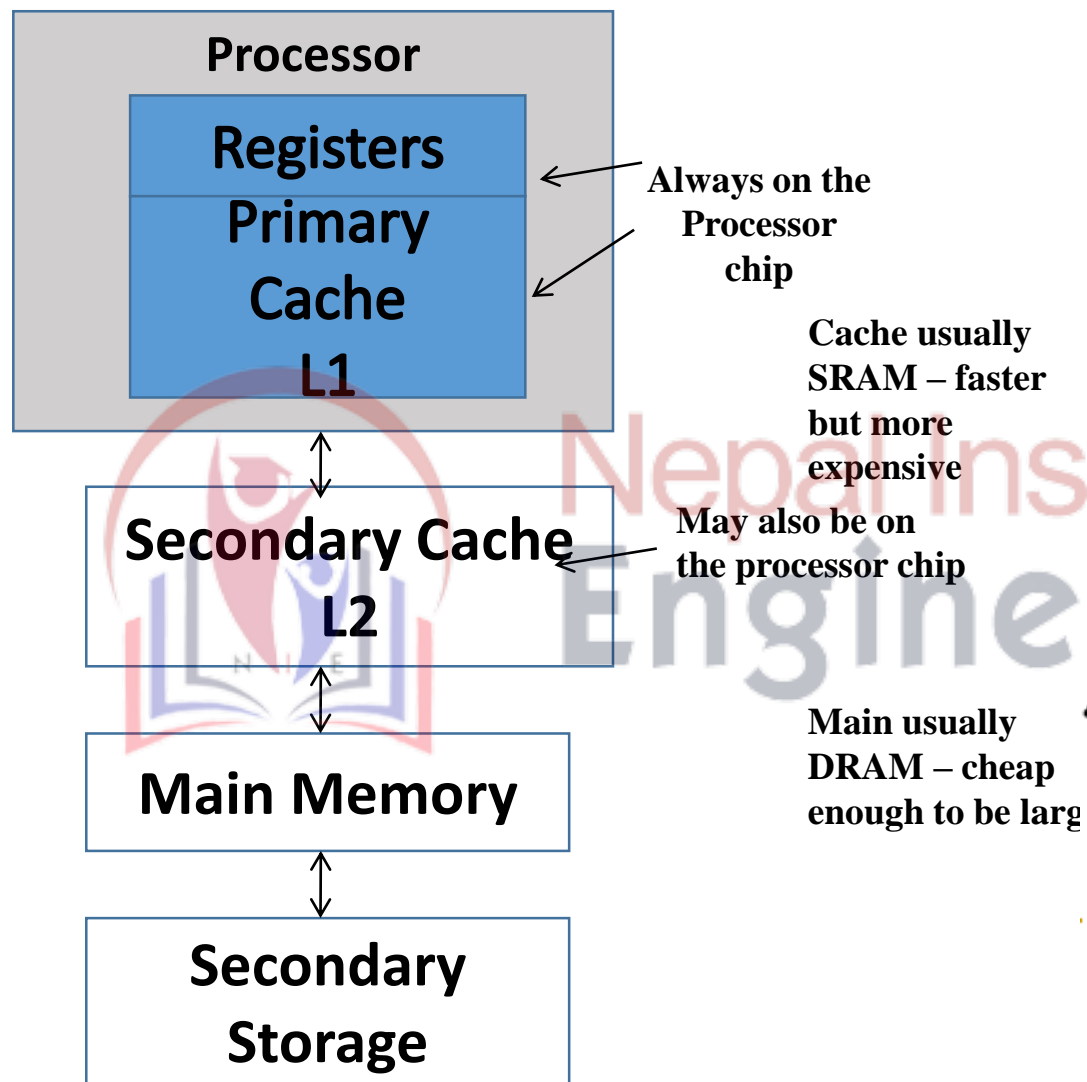 Processor
Registers
Primary
Cache
L1
Always on the
Processor
chip
Cache usually
SRAM – faster
but more
expensive
Nepal Ins
Secondary Cache
L2
May also be on
the processor chip
Engine
N I E
Main usually
DRAM – cheap
enough to be larg
Main Memory
Secondary
Storage